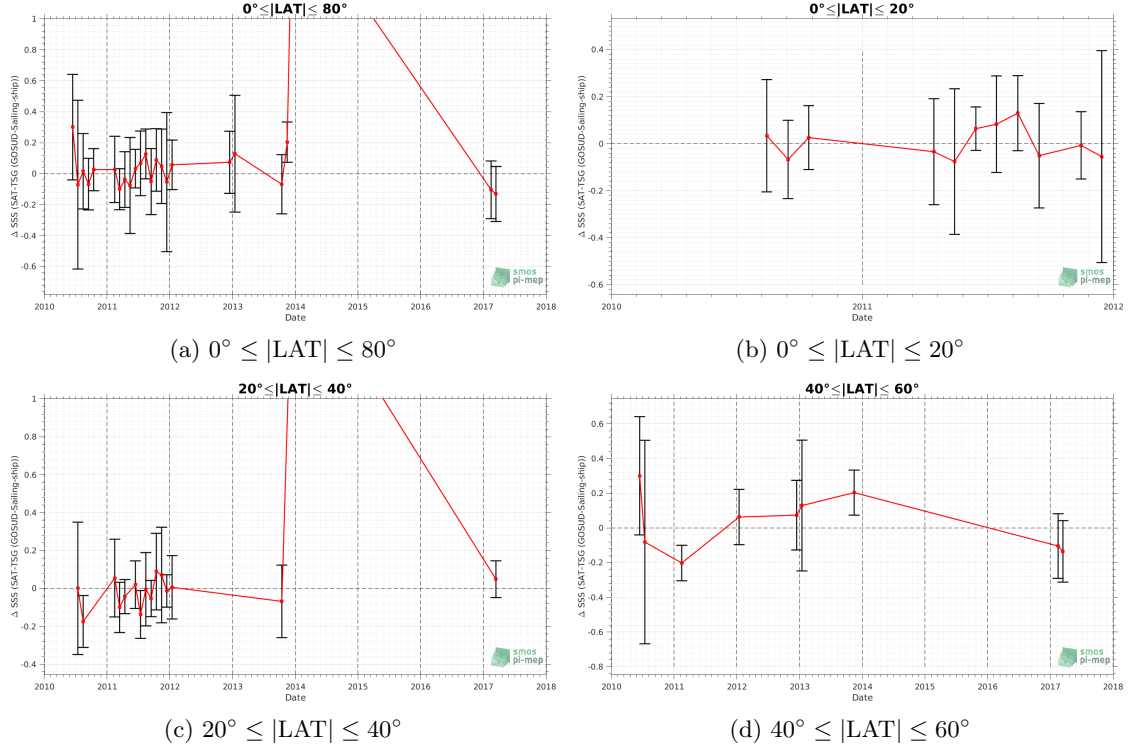 0°≤|LAT|≤ 80°
1
0.8
0.6
0.4
0.2
0
-0.2
-0.4
-0.6
Δ SSS (SAT-TSG (GOSUD-Sailing-ship))
2010 2011 2012 2013 2014 2015 2016 2017 2018
Date
smos
pi-mep
(a) 0° ≤ |LAT| ≤ 80°
0°≤|LAT|≤ 20°
0.4
0.2
0
-0.2
-0.4
-0.6
Δ SSS (SAT-TSG (GOSUD-Sailing-ship))
2010 2011 2012
Date
smos
pi-mep
(b) 0° ≤ |LAT| ≤ 20°
20°≤|LAT|≤ 40°
1
0.8
0.6
0.4
0.2
0
-0.2
-0.4
Δ SSS (SAT-TSG (GOSUD-Sailing-ship))
2010 2011 2012 2013 2014 2015 2016 2017 2018
Date
smos
pi-mep
(c) 20° ≤ |LAT| ≤ 40°
40°≤|LAT|≤ 60°
0.6
0.4
0.2
0
-0.2
-0.4
-0.6
-0.8
Δ SSS (SAT-TSG (GOSUD-Sailing-ship))
2010 2011 2012 2013 2014 2015 2016 2017 2018
Date
smos
pi-mep
(d) 40° ≤ |LAT| ≤ 60°